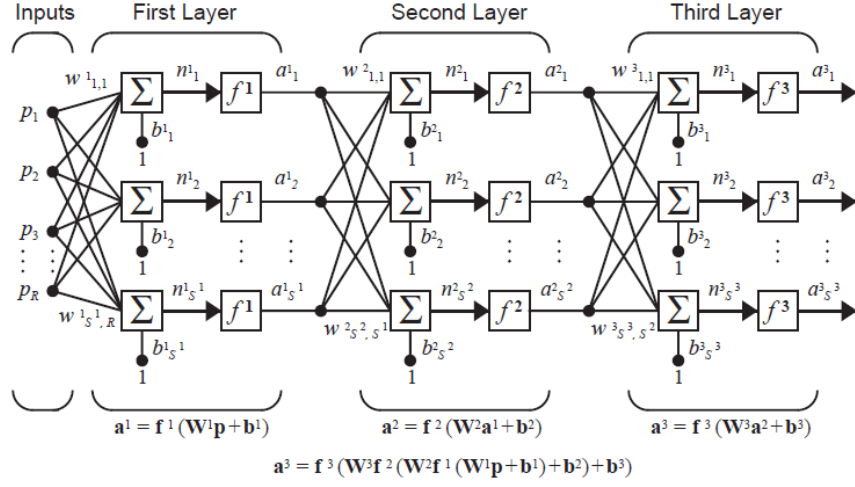 Inputs First Layer Second Layer Third Layer
w¹₁,₁ n¹₁ a¹₁ w²₁,₁ n²₁ a²₁ w³₁,₁ n³₁ a³₁
Σ f¹ Σ f² Σ f³
p₁ b¹₁ b²₁ b³₁
1 1 1
p₂ n¹₂ a¹₂ n²₂ a²₂ n³₂ a³₂
Σ f¹ Σ f² Σ f³
p₃ b¹₂ b²₂ b³₂
⋮ ⋮ 1 ⋮ ⋮ 1 ⋮ ⋮ 1 ⋮ ⋮
p_R n¹_S¹ a¹_S¹ n²_S² a²_S² n³_S³ a³_S³
Σ f¹ Σ f² Σ f³
w¹_S¹,R w²_S²,S¹ w³_S³,S²
b¹_S¹ b²_S² b³_S³
1 1 1
a¹ = f¹(W¹p+b¹) a² = f²(W²a¹+b²) a³ = f³(W³a²+b³)
a³ = f³(W³f²(W²f¹(W¹p+b¹)+b²)+b³)